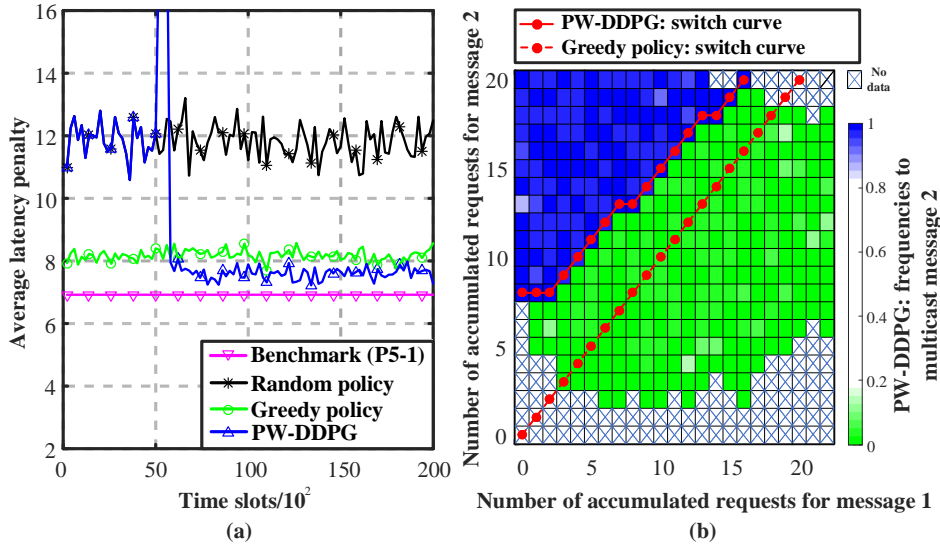 16
14
12
10
8
6
4
2
0
50
100
150
200
Average latency penalty
Time slots/10²
Benchmark (P5-1)
Random policy
Greedy policy
PW-DDPG
(a)
PW-DDPG: switch curve
Greedy policy: switch curve
No
data
20
15
10
5
0
0
5
10
15
20
Number of accumulated requests for message 2
Number of accumulated requests for message 1
1
0.8
0.6
0.4
0.2
0
PW-DDPG: frequencies to
multicast message 2
(b)